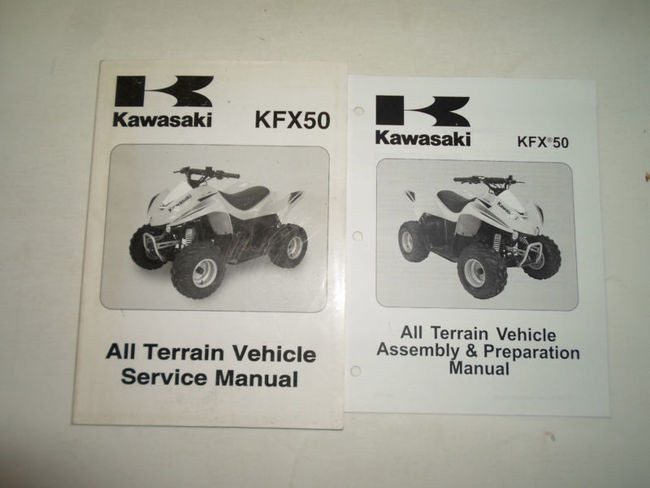 Kawasaki
KFX50
All Terrain Vehicle
Service Manual
Kawasaki
KFX®50
All Terrain Vehicle
Assembly & Preparation
Manual